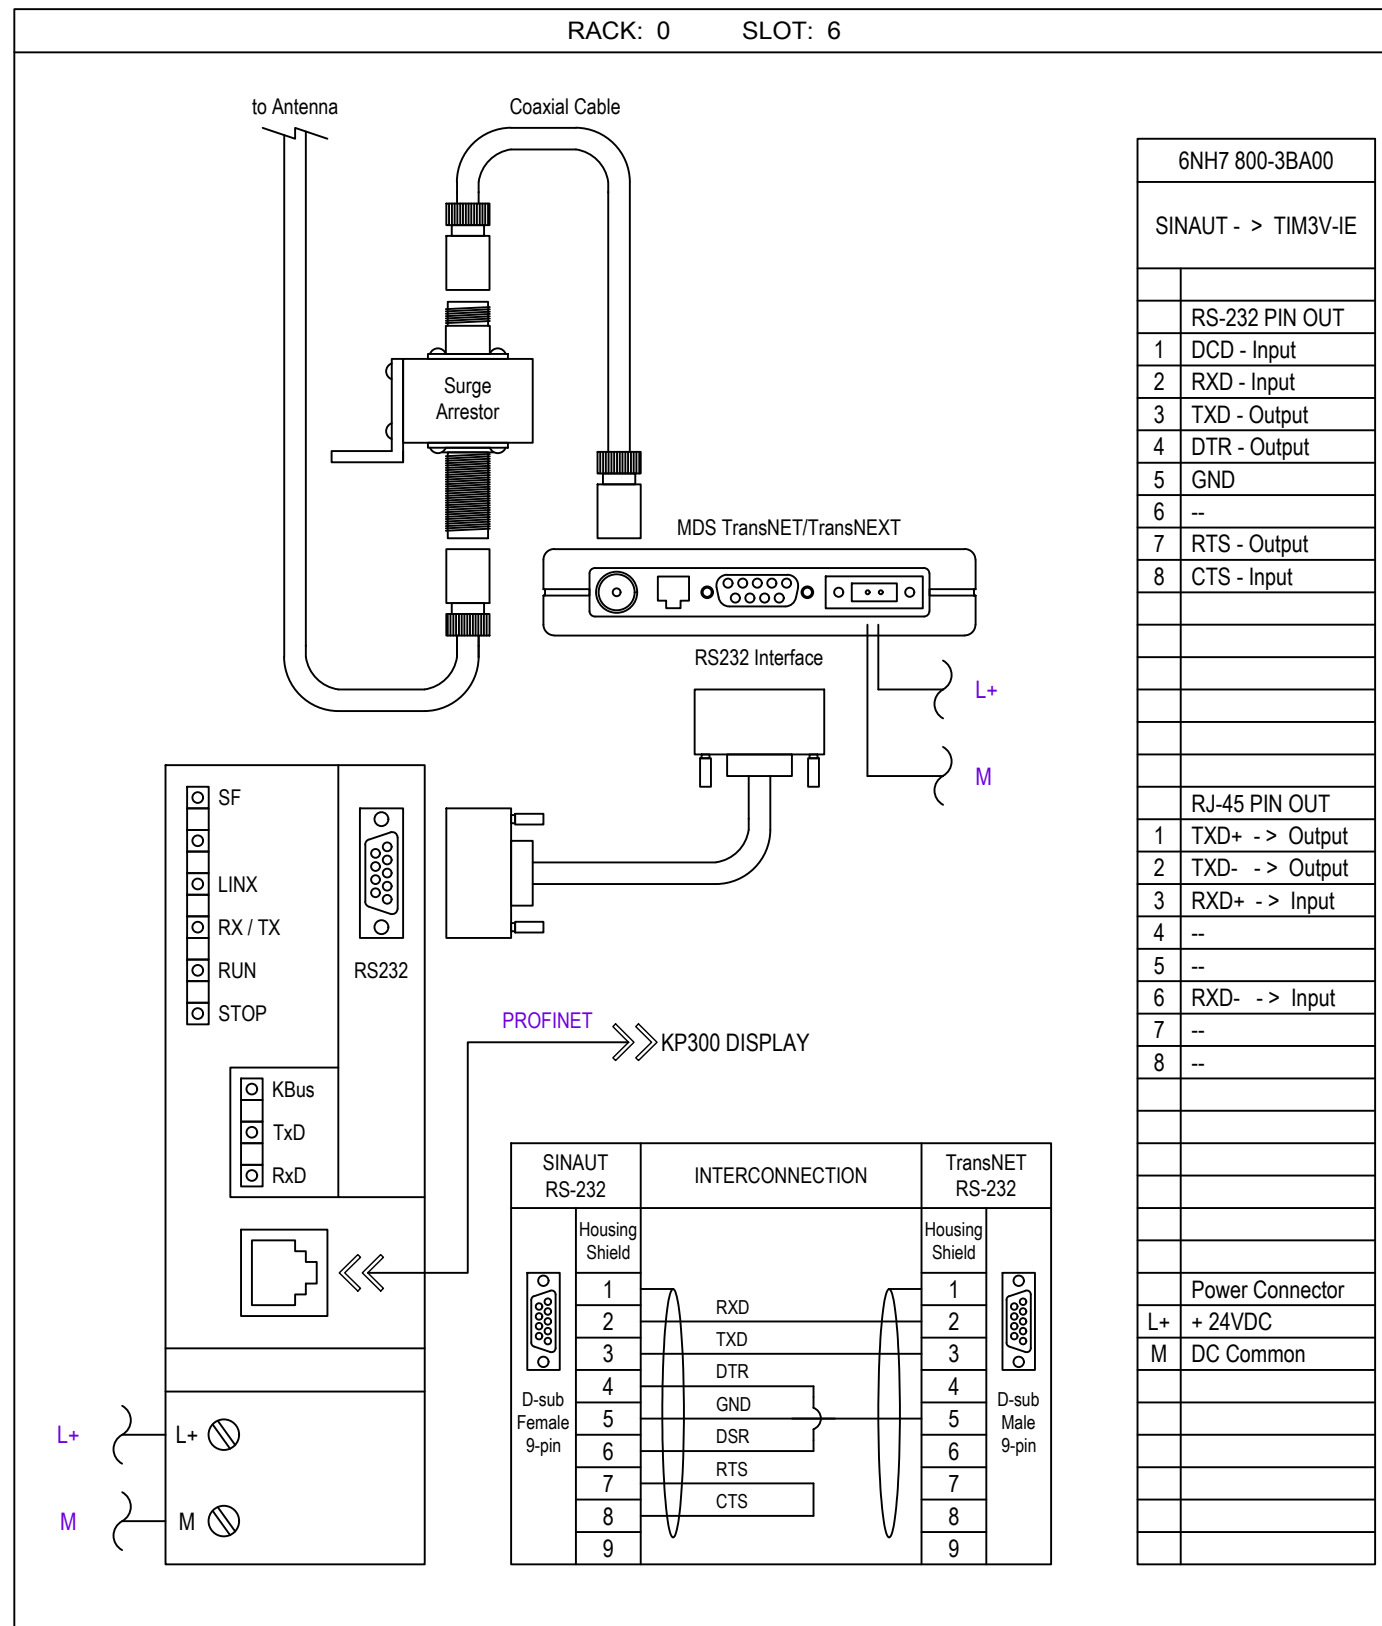 RACK: 0 SLOT: 6
to Antenna
Coaxial Cable
Surge
Arrestor
MDS TransNET/TransNEXT
RS232 Interface
L+
M
SF
LINX
RX / TX
RUN
STOP
RS232
KBus
TxD
RxD
PROFINET
KP300 DISPLAY
L+
L+
M
M
SINAUT
RS-232
INTERCONNECTION
TransNET
RS-232
Housing
Shield
Housing
Shield
1
2
3
4
5
6
7
8
9
D-sub
Female
9-pin
RXD
TXD
DTR
GND
DSR
RTS
CTS
1
2
3
4
5
6
7
8
9
D-sub
Male
9-pin
6NH7 800-3BA00
SINAUT - > TIM3V-IE
RS-232 PIN OUT
1 DCD - Input
2 RXD - Input
3 TXD - Output
4 DTR - Output
5 GND
6 --
7 RTS - Output
8 CTS - Input
RJ-45 PIN OUT
1 TXD+ - > Output
2 TXD- - > Output
3 RXD+ - > Input
4 --
5 --
6 RXD- - > Input
7 --
8 --
Power Connector
L+ + 24VDC
M DC Common